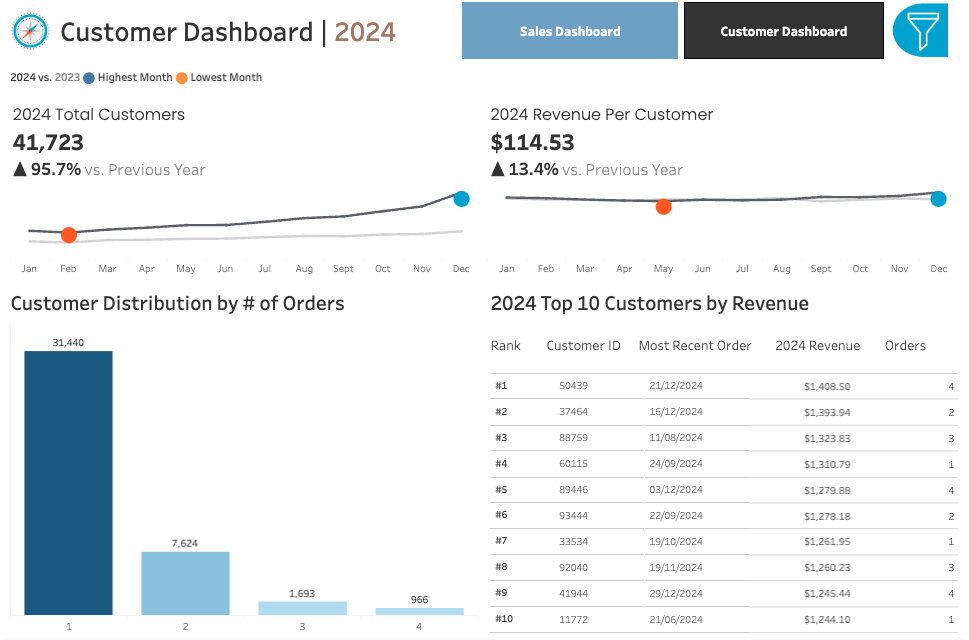 Customer Dashboard | 2024
Sales Dashboard
Customer Dashboard
2024 vs. 2023 Highest Month Lowest Month
2024 Total Customers
41,723
▲ 95.7% vs. Previous Year
Jan Feb Mar Apr May Jun Jul Aug Sept Oct Nov Dec
2024 Revenue Per Customer
$114.53
▲ 13.4% vs. Previous Year
Jan Feb Mar Apr May Jun Jul Aug Sept Oct Nov Dec
Customer Distribution by # of Orders
31,440
7,624
1,693
966
1 2 3 4
2024 Top 10 Customers by Revenue
Rank Customer ID Most Recent Order 2024 Revenue Orders
#1 50439 21/12/2024 $1,408.50 4
#2 37464 16/12/2024 $1,393.94 2
#3 88759 11/08/2024 $1,323.83 3
#4 60115 24/09/2024 $1,310.79 1
#5 89446 03/12/2024 $1,279.88 4
#6 93444 22/09/2024 $1,278.18 2
#7 33534 19/10/2024 $1,261.95 1
#8 92040 19/11/2024 $1,260.23 3
#9 41944 29/12/2024 $1,245.44 4
#10 11772 21/06/2024 $1,244.10 1